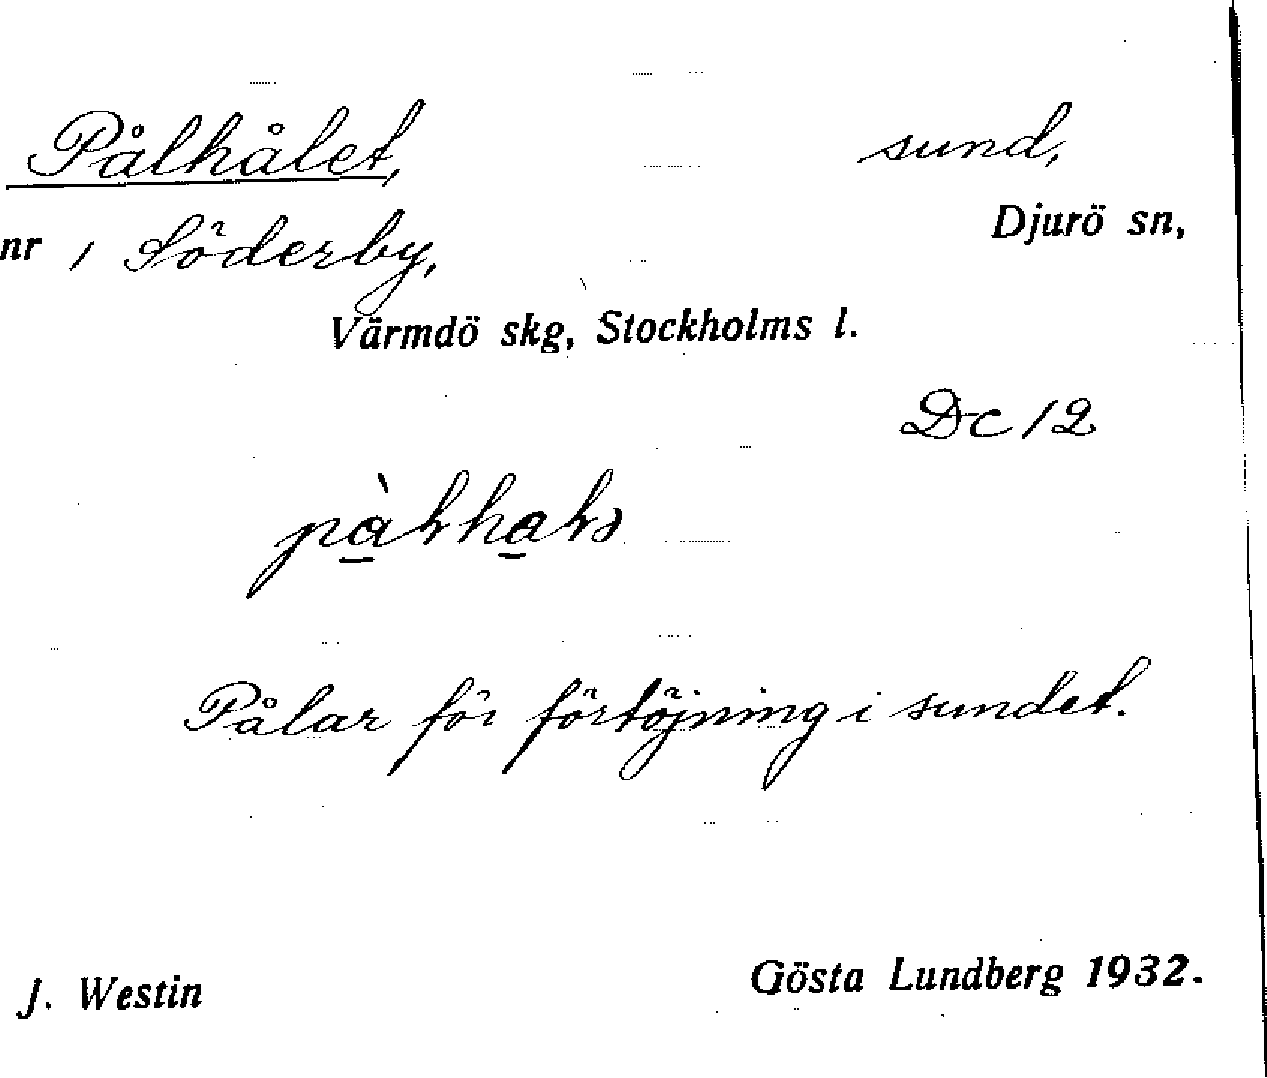 Pålhålet, sund,
Djurö sn,
nr 1 Söderby,
Värmdö skg, Stockholms l.
Dc 12
Pålar för förtöjning i sundet.
J. Westin Gösta Lundberg 1932.